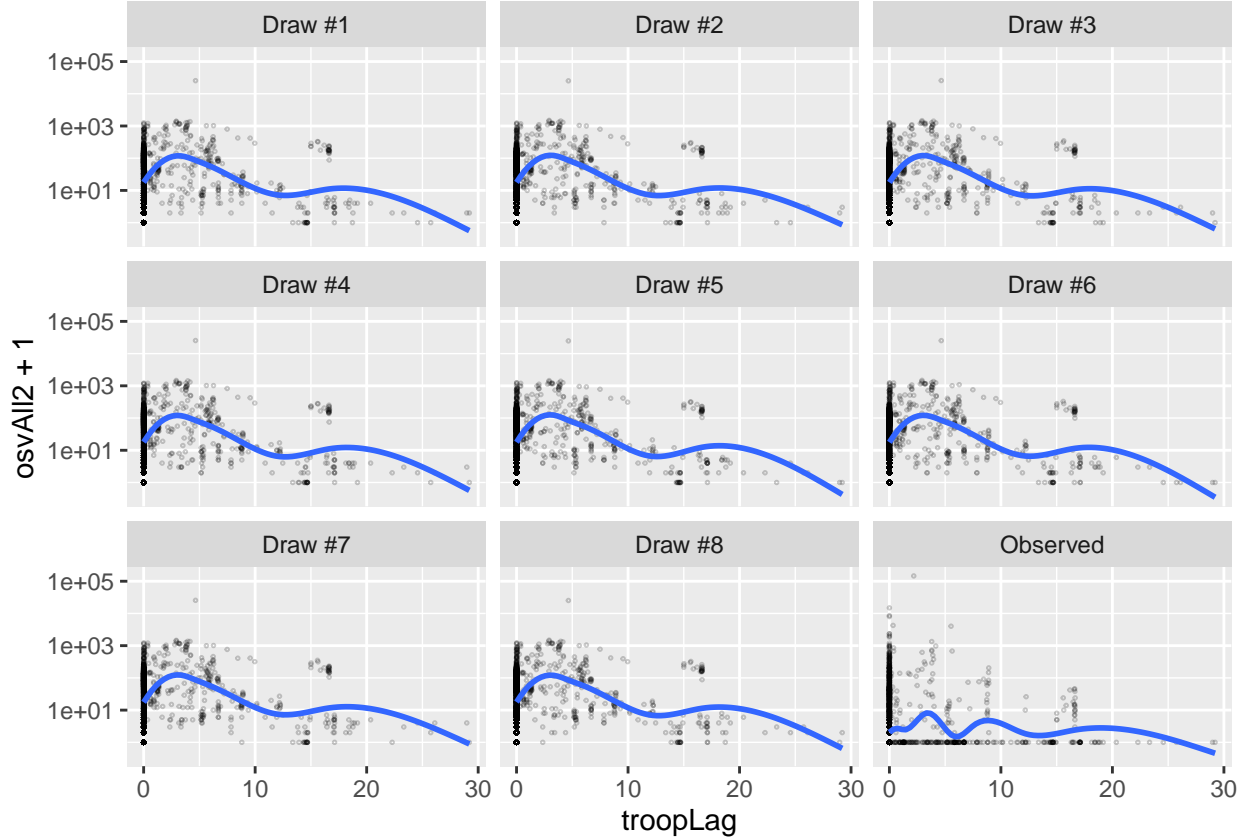 Draw #1 Draw #2 Draw #3
1e+05
1e+03
1e+01
Draw #4 Draw #5 Draw #6
1e+05
1e+03
1e+01
Draw #7 Draw #8 Observed
1e+05
1e+03
1e+01
0 10 20 30 0 10 20 30 0 10 20 30
troopLag
osvAll2 + 1